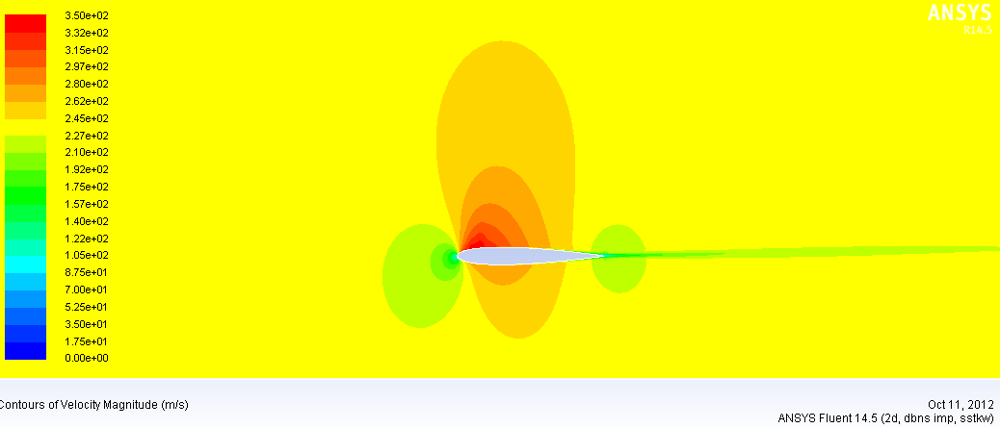 ANSYS
R14.5
3.50e+02
3.32e+02
3.15e+02
2.97e+02
2.80e+02
2.62e+02
2.45e+02
2.27e+02
2.10e+02
1.92e+02
1.75e+02
1.57e+02
1.40e+02
1.22e+02
1.05e+02
8.75e+01
7.00e+01
5.25e+01
3.50e+01
1.75e+01
0.00e+00
Contours of Velocity Magnitude (m/s)
Oct 11, 2012
ANSYS Fluent 14.5 (2d, dbns imp, sstkw)